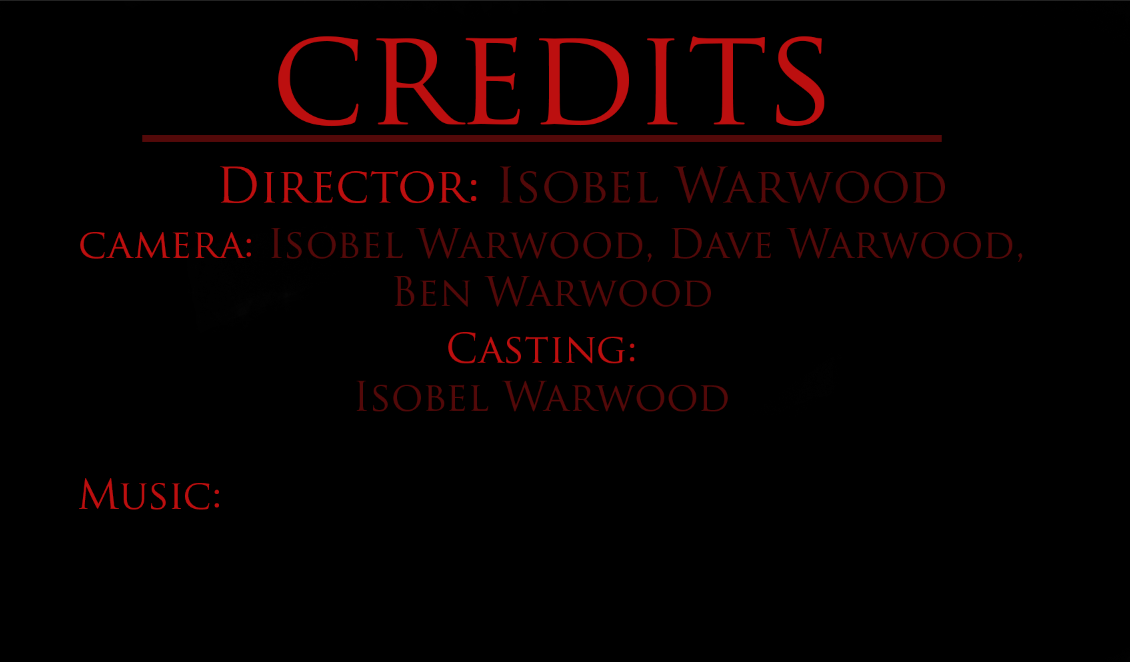 CREDITS
Director: Isobel Warwood
camera: Isobel Warwood, Dave Warwood,
Ben Warwood
Casting:
Isobel Warwood
Music: